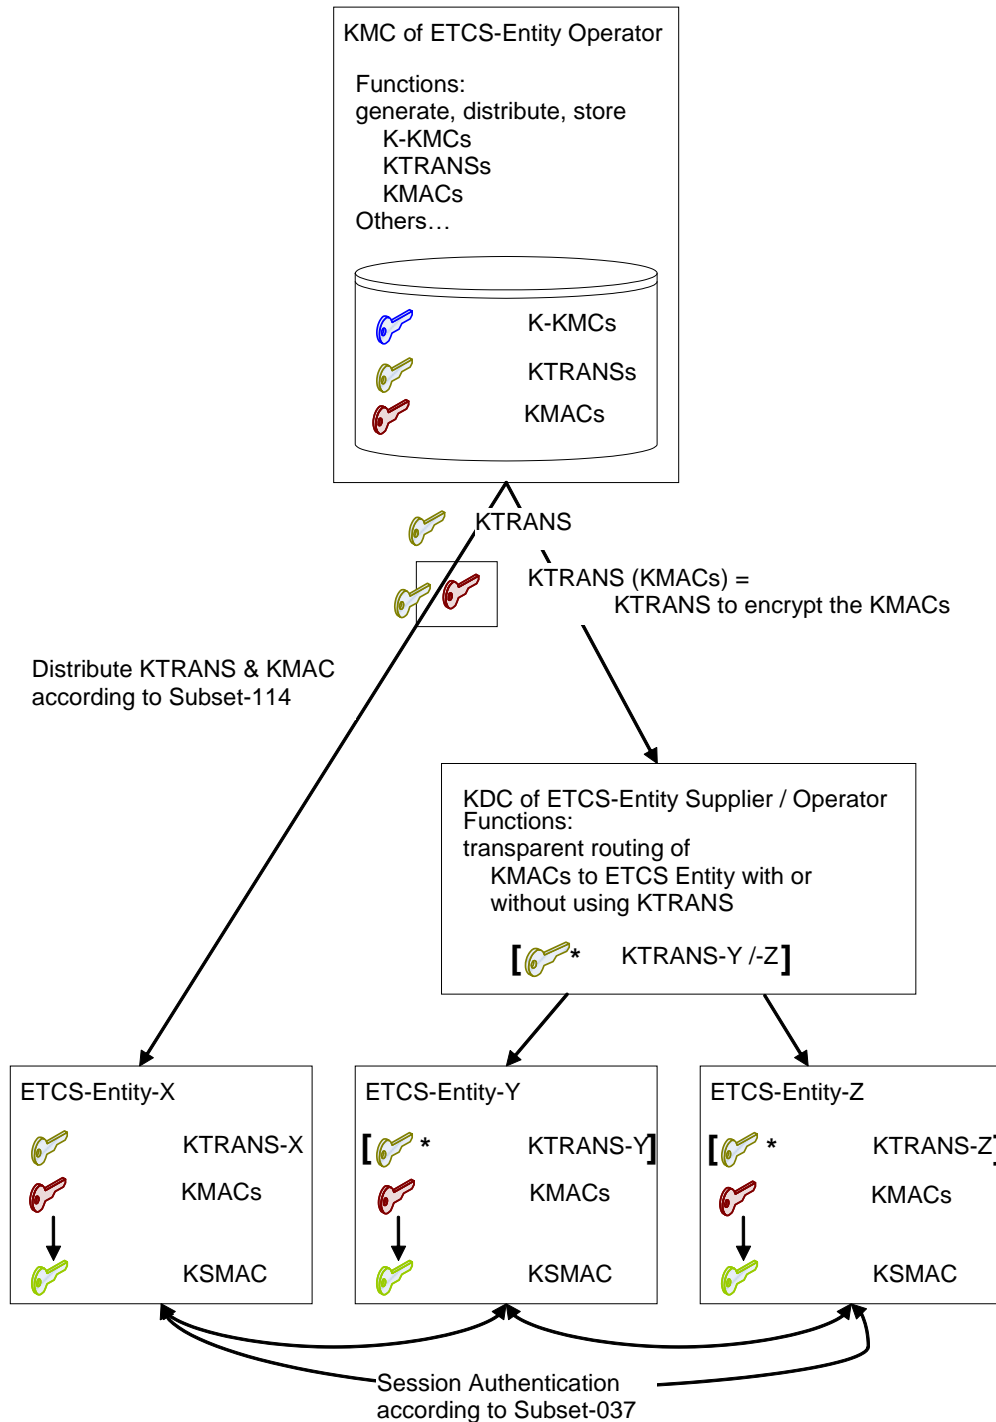 KMC of ETCS-Entity Operator
Functions:
generate, distribute, store
K-KMCs
KTRANSs
KMACs
Others…
K-KMCs
KTRANSs
KMACs
KTRANS
KTRANS (KMACs) =
KTRANS to encrypt the KMACs
Distribute KTRANS & KMAC
according to Subset-114
KDC of ETCS-Entity Supplier / Operator
Functions:
transparent routing of
KMACs to ETCS Entity with or
without using KTRANS
[ * KTRANS-Y /-Z ]
ETCS-Entity-X
KTRANS-X
KMACs
KSMAC
ETCS-Entity-Y
[ * KTRANS-Y ]
KMACs
KSMAC
ETCS-Entity-Z
[ * KTRANS-Z ]
KMACs
KSMAC
Session Authentication
according to Subset-037